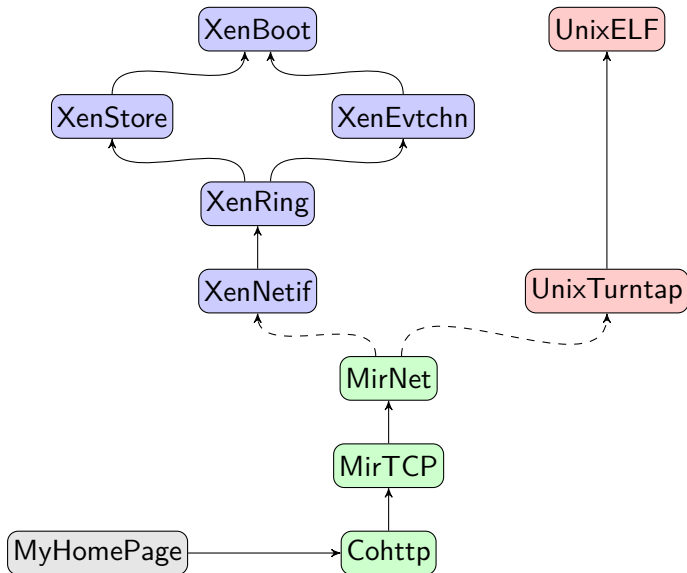 XenBoot
UnixELF
XenStore
XenEvtchn
XenRing
XenNetif
UnixTurntap
MirNet
MirTCP
MyHomePage
Cohttp